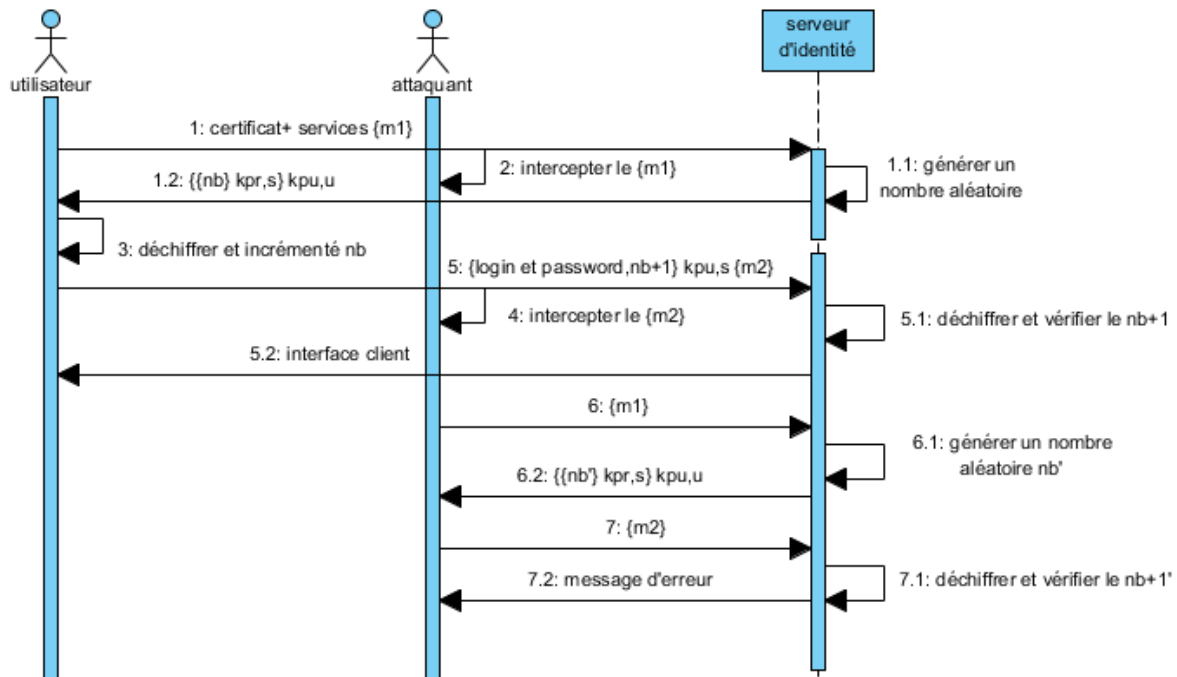 serveur
d'identité
utilisateur
attaquant
1: certificat+ services {m1}
2: intercepter le {m1}
1.1: générer un
nombre aléatoire
1.2: {{nb} kpr,s} kpu,u
3: déchiffrer et incrémenté nb
5: {login et password,nb+1} kpu,s {m2}
4: intercepter le {m2}
5.1: déchiffrer et vérifier le nb+1
5.2: interface client
6: {m1}
6.1: générer un nombre
aléatoire nb'
6.2: {{nb'} kpr,s} kpu,u
7: {m2}
7.1: déchiffrer et vérifier le nb+1'
7.2: message d'erreur